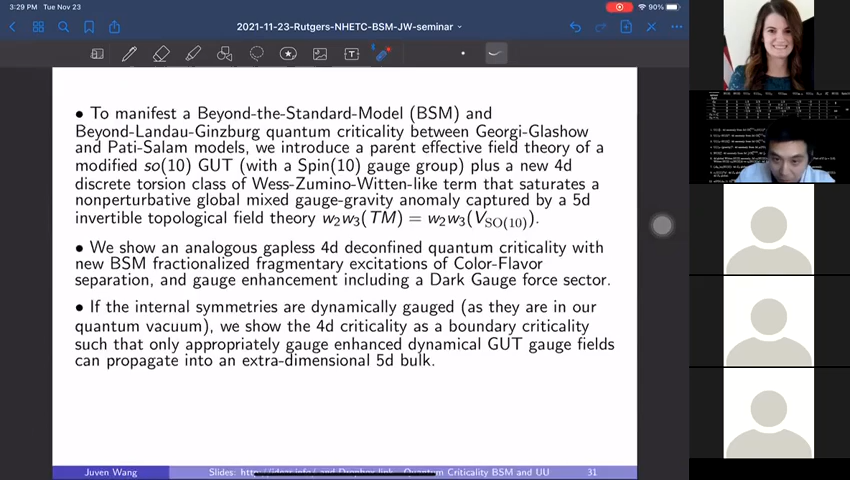 3:29 PM Tue Nov 23
90%
2021-11-23-Rutgers-NHETC-BSM-JW-seminar
• To manifest a Beyond-the-Standard-Model (BSM) and
Beyond-Landau-Ginzburg quantum criticality between Georgi-Glashow
and Pati-Salam models, we introduce a parent effective field theory of a
modified so(10) GUT (with a Spin(10) gauge group) plus a new 4d
discrete torsion class of Wess-Zumino-Witten-like term that saturates a
nonperturbative global mixed gauge-gravity anomaly captured by a 5d
invertible topological field theory w₂w₃(TM) = w₂w₃(V_SO(10)).
• We show an analogous gapless 4d deconfined quantum criticality with
new BSM fractionalized fragmentary excitations of Color-Flavor
separation, and gauge enhancement including a Dark Gauge force sector.
• If the internal symmetries are dynamically gauged (as they are in our
quantum vacuum), we show the 4d criticality as a boundary criticality
such that only appropriately gauge enhanced dynamical GUT gauge fields
can propagate into an extra-dimensional 5d bulk.
Juven Wang
Slides: and Dropbox link Quantum Criticality BSM and UU
31